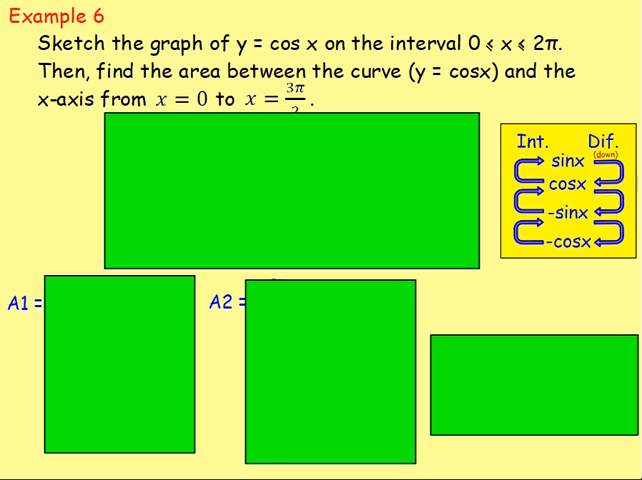 Example 6
Sketch the graph of y = cos x on the interval 0 ⩽ x ⩽ 2π.
Then, find the area between the curve (y = cosx) and the
x-axis from x = 0 to x = 3π/2 .
Int. Dif.
(down)
sinx
cosx
-sinx
-cosx
A1 =
A2 =